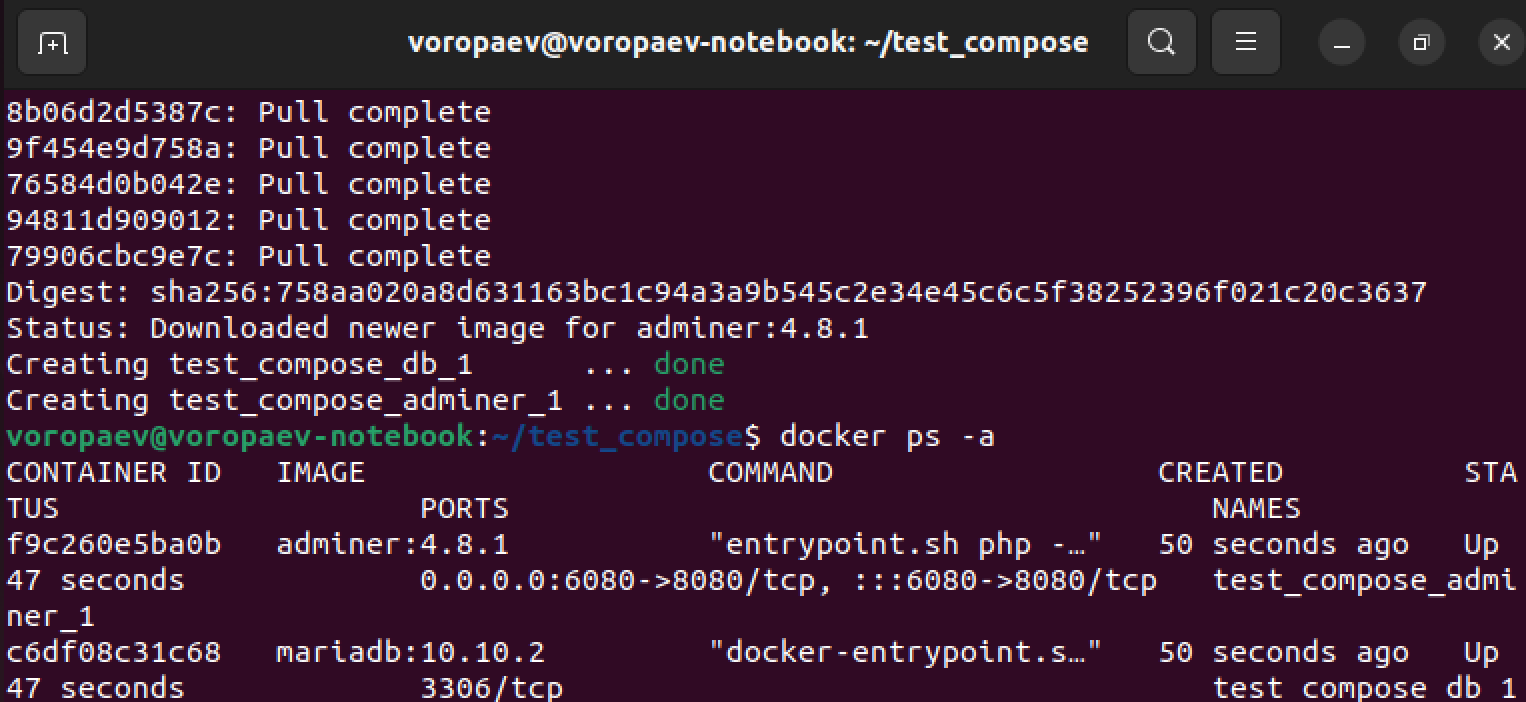 voropaev@voropaev-notebook: ~/test_compose
8b06d2d5387c: Pull complete
9f454e9d758a: Pull complete
76584d0b042e: Pull complete
94811d909012: Pull complete
79906cbc9e7c: Pull complete
Digest: sha256:758aa020a8d631163bc1c94a3a9b545c2e34e45c6c5f38252396f021c20c3637
Status: Downloaded newer image for adminer:4.8.1
Creating test_compose_db_1      ... done
Creating test_compose_adminer_1 ... done
voropaev@voropaev-notebook:~/test_compose$ docker ps -a
CONTAINER ID   IMAGE                   COMMAND                  CREATED          STA
TUS                    PORTS                                       NAMES
f9c260e5ba0b   adminer:4.8.1           "entrypoint.sh php -…"   50 seconds ago   Up
47 seconds             0.0.0.0:6080->8080/tcp, :::6080->8080/tcp   test_compose_admi
ner_1
c6df08c31c68   mariadb:10.10.2         "docker-entrypoint.s…"   50 seconds ago   Up
47 seconds             3306/tcp                                    test_compose_db_1